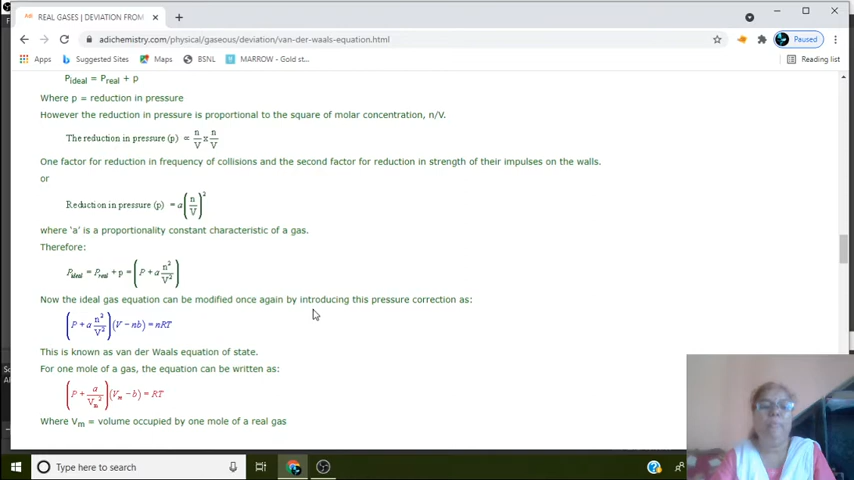 REAL GASES | DEVIATION FROM
adichemistry.com/physical/gaseous/deviation/van-der-waals-equation.html
Paused
Apps Suggested Sites Maps BSNL MARROW - Gold st...
Reading list
P_ideal = P_real + p
Where p = reduction in pressure
However the reduction in pressure is proportional to the square of molar concentration, n/V.
The reduction in pressure (p) ∝ n/V x n/V
One factor for reduction in frequency of collisions and the second factor for reduction in strength of their impulses on the walls.
or
Reduction in pressure (p) = a(n/V)²
where 'a' is a proportionality constant characteristic of a gas.
Therefore:
P_ideal = P_real + p = (P + a n²/V²)
Now the ideal gas equation can be modified once again by introducing this pressure correction as:
(P + a n²/V²)(V − nb) = nRT
This is known as van der Waals equation of state.
For one mole of a gas, the equation can be written as:
(P + a/V_m²)(V_m − b) = RT
Where V_m = volume occupied by one mole of a real gas
Type here to search